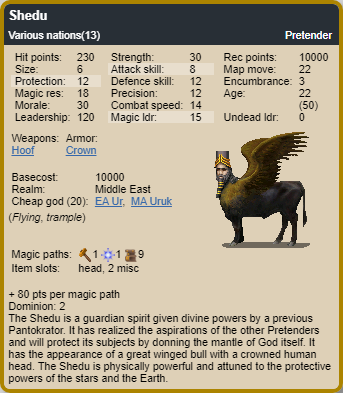 Shedu
Various nations(13) Pretender
Hit points: 230 Strength: 30 Rec points: 10000
Size: 6 Attack skill: 8 Map move: 22
Protection: 12 Defence skill: 12 Encumbrance: 3
Magic res: 18 Precision: 12 Age: 22
Morale: 30 Combat speed: 14 (50)
Leadership: 120 Magic ldr: 15 Undead ldr: 0
Weapons: Armor:
Hoof Crown
Basecost: 10000
Realm: Middle East
Cheap god (20): EA Ur, MA Uruk
(Flying, trample)
Magic paths: 1 1 9
Item slots: head, 2 misc
+ 80 pts per magic path
Dominion: 2
The Shedu is a guardian spirit given divine powers by a previous
Pantokrator. It has realized the aspirations of the other Pretenders
and will protect its subjects by donning the mantle of God itself. It
has the appearance of a great winged bull with a crowned human
head. The Shedu is physically powerful and attuned to the protective
powers of the stars and the Earth.